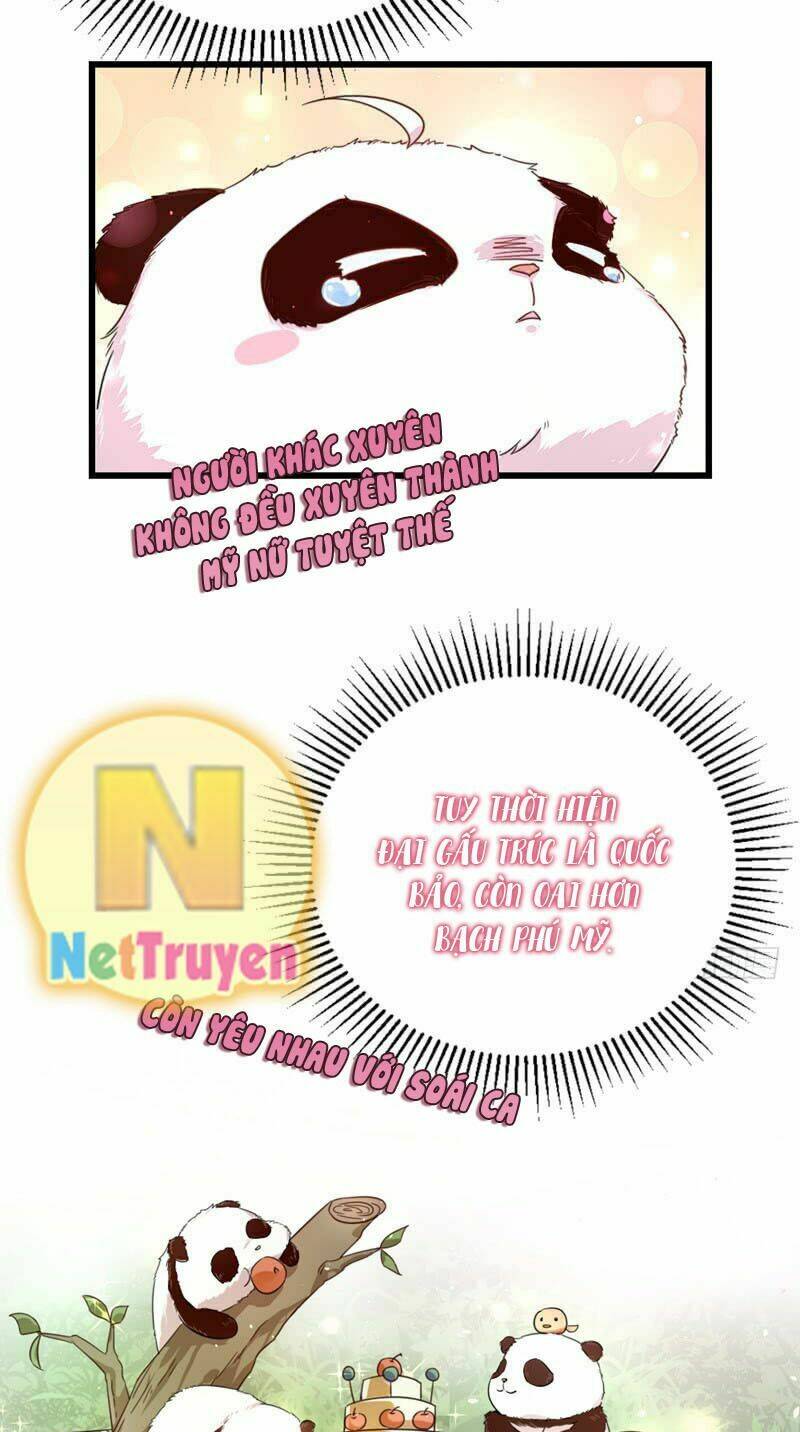 NGƯỜI KHÁC XUYÊN
KHÔNG ĐỀU XUYÊN THÀNH
MỸ NỮ TUYỆT THẾ
TUY THỜI HIỆN
ĐẠI GẤU TRÚC LÀ QUỐC
BẢO, CÒN OAI HƠN
BẠCH PHÚ MỸ.
N
NetTruyen
CÒN YÊU NHAU VỚI SOÁI CA